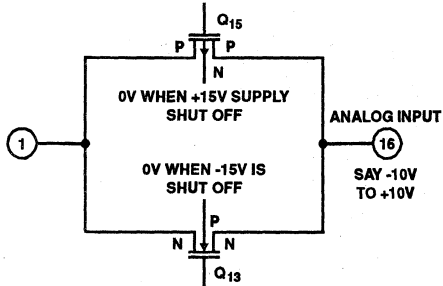 Q15
P P
N
0V WHEN +15V SUPPLY
SHUT OFF
ANALOG INPUT
1
16
0V WHEN -15V IS
SHUT OFF
SAY -10V
TO +10V
P
N N
Q13